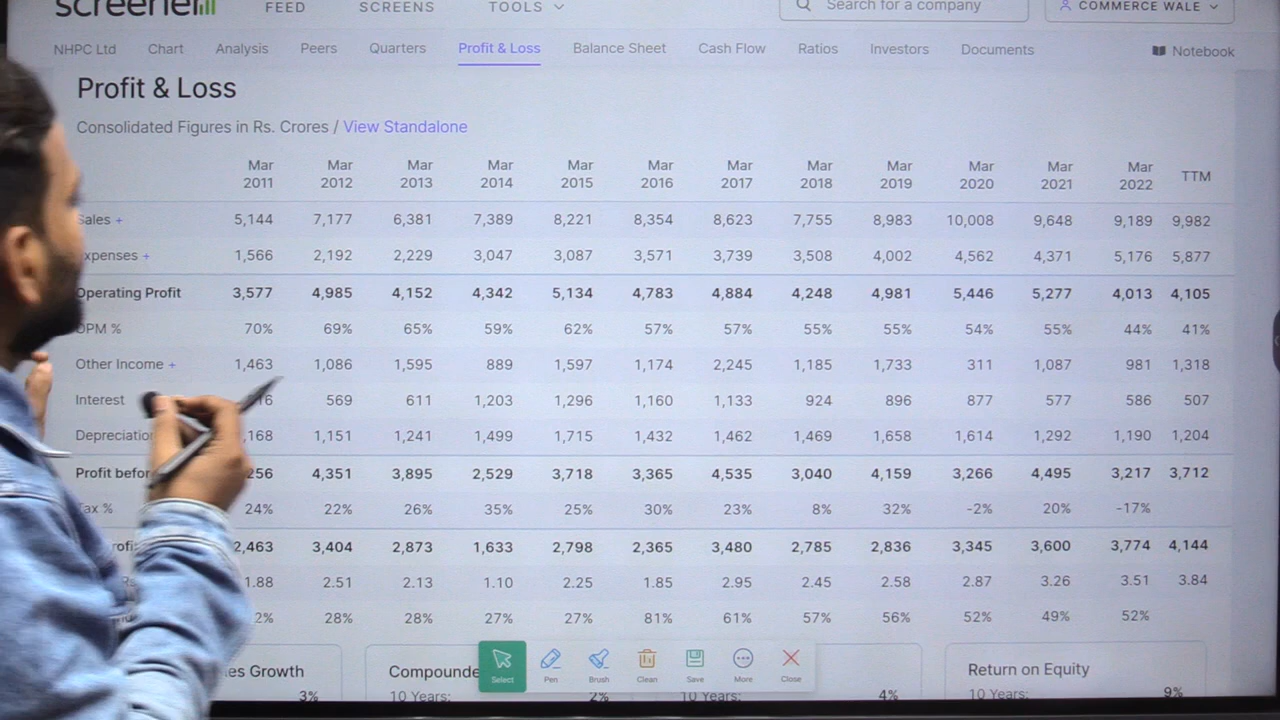 screener
FEED SCREENS TOOLS Search for a company COMMERCE WALE
NHPC Ltd Chart Analysis Peers Quarters Profit & Loss Balance Sheet Cash Flow Ratios Investors Documents Notebook
Profit & Loss
Consolidated Figures in Rs. Crores / View Standalone
Mar 2011 Mar 2012 Mar 2013 Mar 2014 Mar 2015 Mar 2016 Mar 2017 Mar 2018 Mar 2019 Mar 2020 Mar 2021 Mar 2022 TTM
Sales + 5,144 7,177 6,381 7,389 8,221 8,354 8,623 7,755 8,983 10,008 9,648 9,189 9,982
xpenses + 1,566 2,192 2,229 3,047 3,087 3,571 3,739 3,508 4,002 4,562 4,371 5,176 5,877
Operating Profit 3,577 4,985 4,152 4,342 5,134 4,783 4,884 4,248 4,981 5,446 5,277 4,013 4,105
OPM % 70% 69% 65% 59% 62% 57% 57% 55% 55% 54% 55% 44% 41%
Other Income + 1,463 1,086 1,595 889 1,597 1,174 2,245 1,185 1,733 311 1,087 981 1,318
Interest 16 569 611 1,203 1,296 1,160 1,133 924 896 877 577 586 507
Depreciatio ,168 1,151 1,241 1,499 1,715 1,432 1,462 1,469 1,658 1,614 1,292 1,190 1,204
Profit befor 256 4,351 3,895 2,529 3,718 3,365 4,535 3,040 4,159 3,266 4,495 3,217 3,712
Tax % 24% 22% 26% 35% 25% 30% 23% 8% 32% -2% 20% -17%
2,463 3,404 2,873 1,633 2,798 2,365 3,480 2,785 2,836 3,345 3,600 3,774 4,144
1.88 2.51 2.13 1.10 2.25 1.85 2.95 2.45 2.58 2.87 3.26 3.51 3.84
2% 28% 28% 27% 27% 81% 61% 57% 56% 52% 49% 52%
es Growth Compounde Return on Equity
3% 10 Years: 2% 10 Years: 4% 10 Years: 9%
Select Pen Brush Clean Save More Close